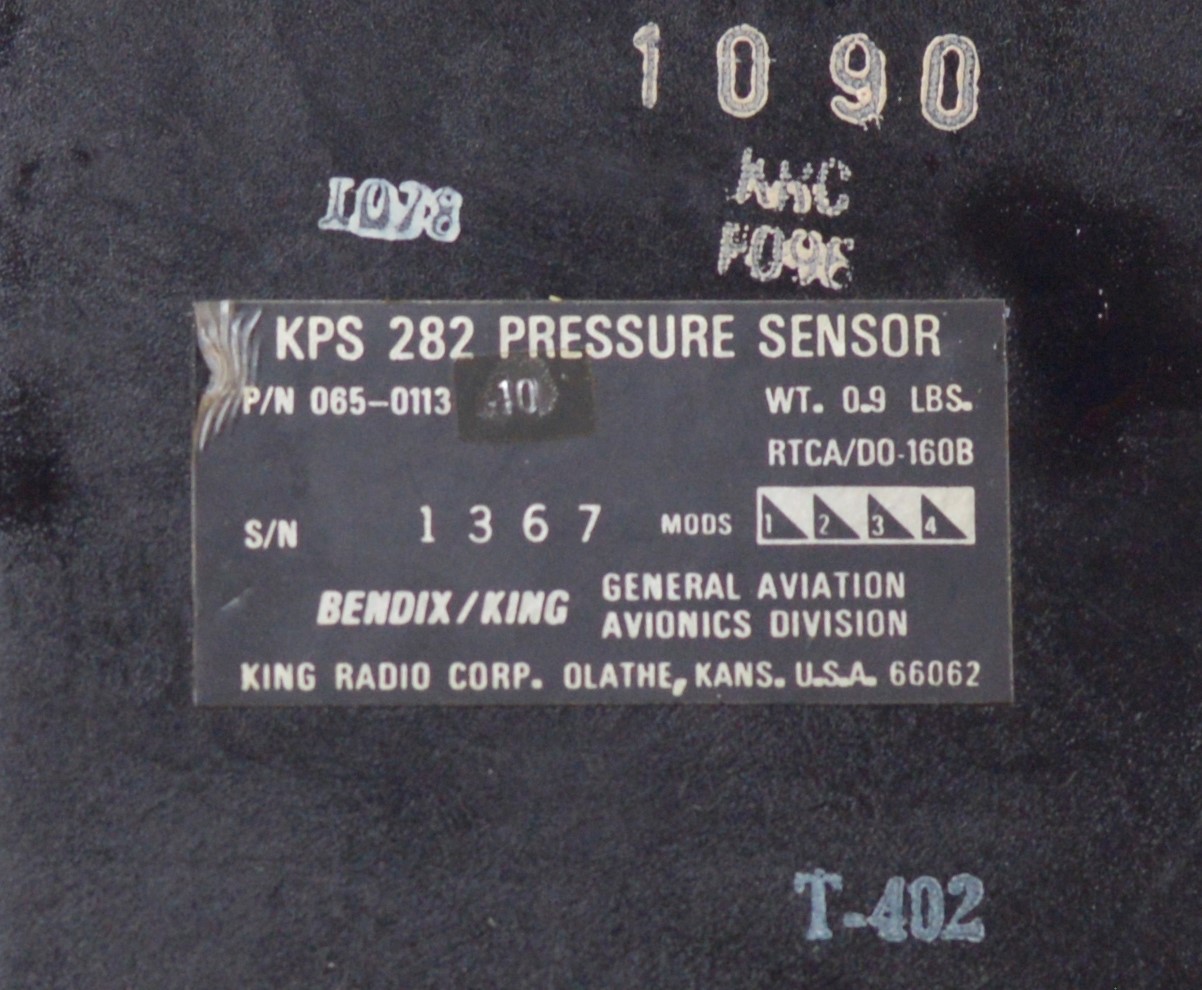 1090
1078
KPS 282 PRESSURE SENSOR
P/N 065-0113 10
WT. 0.9 LBS.
RTCA/DO-160B
S/N 1367 MODS 1 2 3 4
BENDIX/KING GENERAL AVIATION
AVIONICS DIVISION
KING RADIO CORP. OLATHE, KANS. U.S.A. 66062
T-402